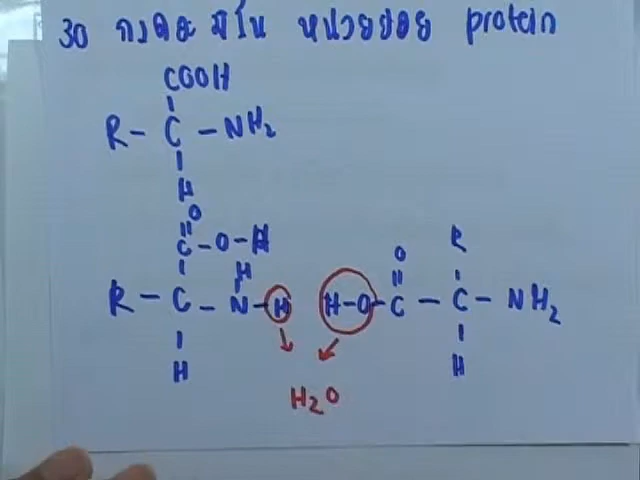 30 กรดอะมิโน หน่วยย่อย protein
COOH
R - C - NH₂
H
O
C - O - H
H R
R - C - N - H H - O - C - C - NH₂
O
H H
H₂O